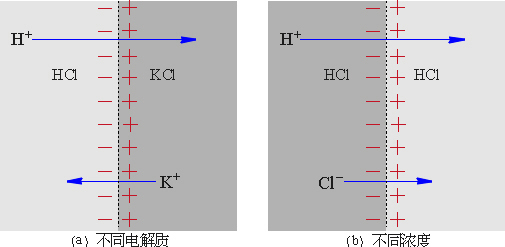 H⁺ H⁺
HCl KCl HCl HCl
K⁺ Cl⁻
(a) 不同电解质 (b) 不同浓度